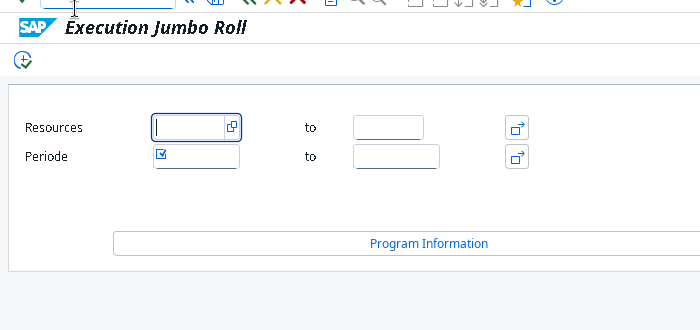 SAP Execution Jumbo Roll
Resources to
Periode to
Program Information